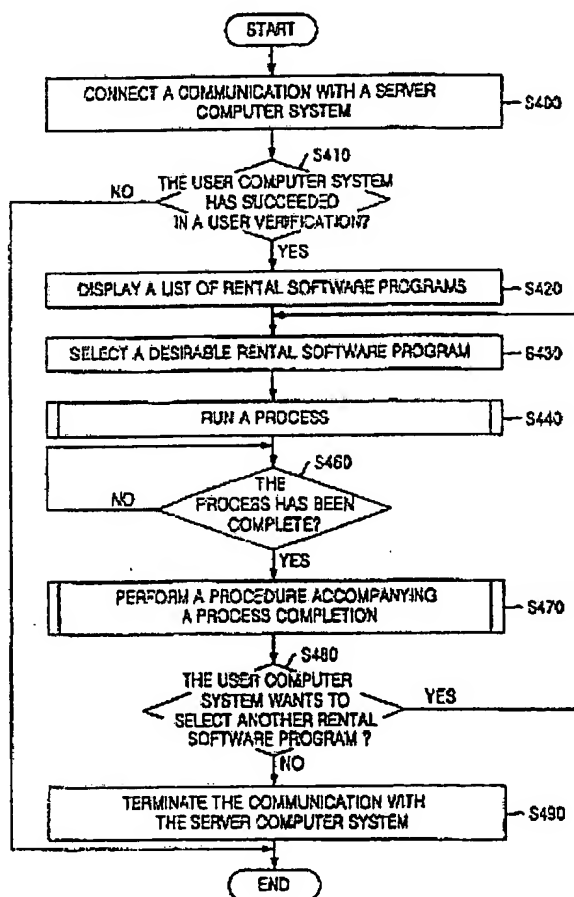 START
CONNECT A COMMUNICATION WITH A SERVER
COMPUTER SYSTEM
S400
S410
NO
THE USER COMPUTER SYSTEM
HAS SUCCEEDED
IN A USER VERIFICATION?
YES
DISPLAY A LIST OF RENTAL SOFTWARE PROGRAMS
S420
SELECT A DESIRABLE RENTAL SOFTWARE PROGRAM
S430
RUN A PROCESS
S440
S460
NO
THE
PROCESS HAS BEEN
COMPLETE?
YES
PERFORM A PROCEDURE ACCOMPANYING
A PROCESS COMPLETION
S470
S480
THE USER COMPUTER
SYSTEM WANTS TO
SELECT ANOTHER RENTAL
SOFTWARE PROGRAM ?
YES
NO
TERMINATE THE COMMUNICATION WITH
THE SERVER COMPUTER SYSTEM
S490
END